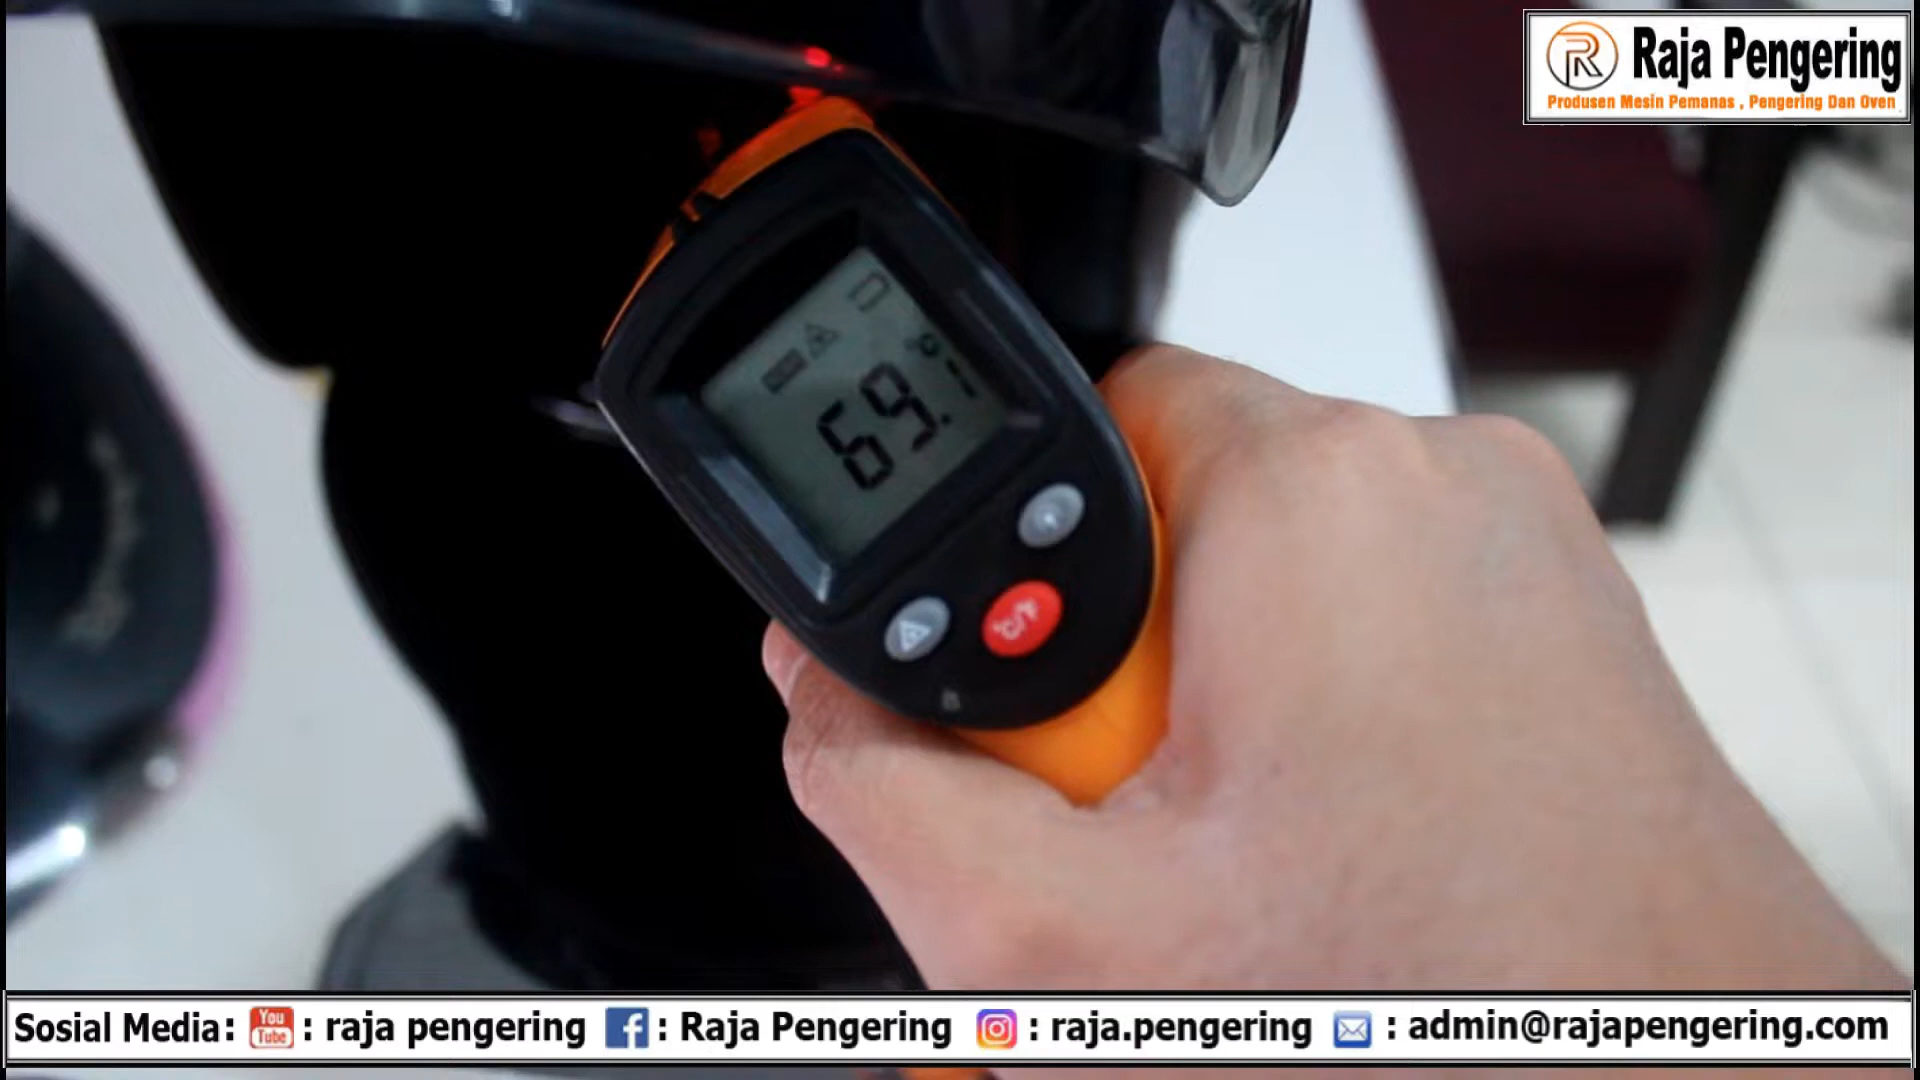 Raja Pengering
Produsen Mesin Pemanas , Pengering Dan Oven
69.
°C/°F
Sosial Media: You Tube : raja pengering f : Raja Pengering : raja.pengering : admin@rajapengering.com